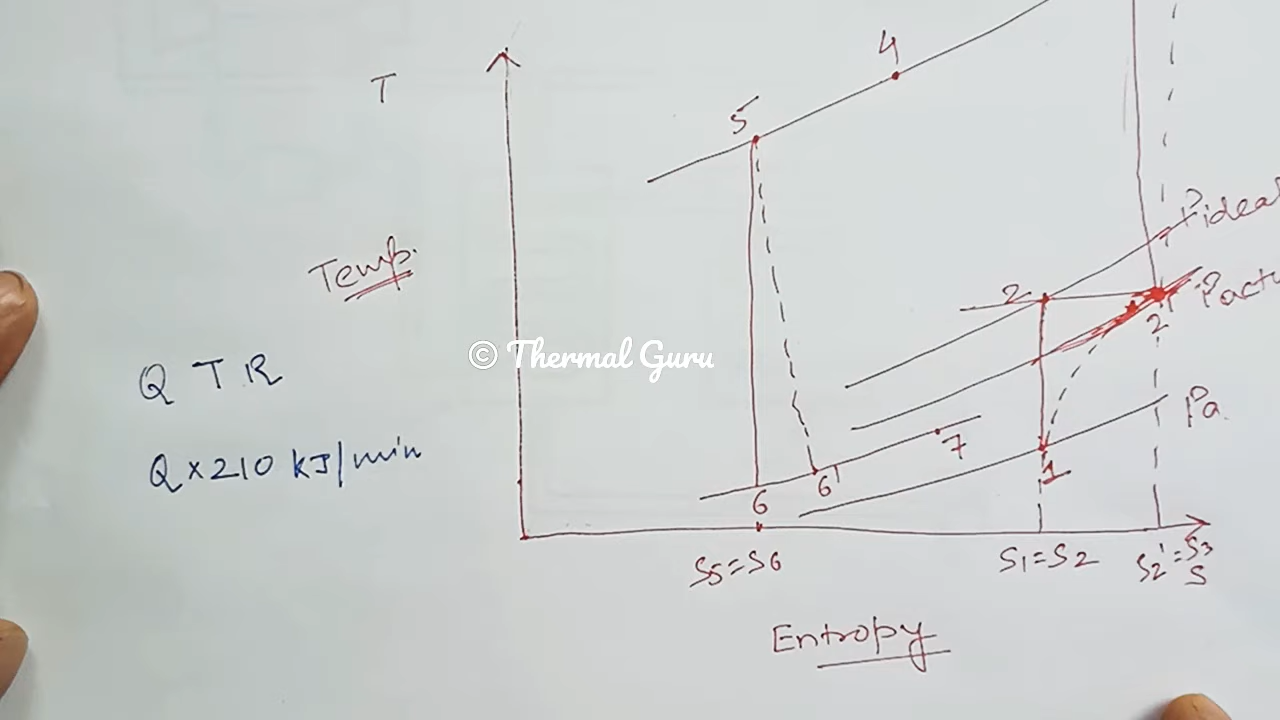 4
T
5
Pideal
Temp.
2
Pactu
2'
© Thermal Guru
Q T R
Pa
7
Q × 210 kJ/min
1
6
6'
S5 = S6
S1 = S2
S2' = S3
S
Entropy